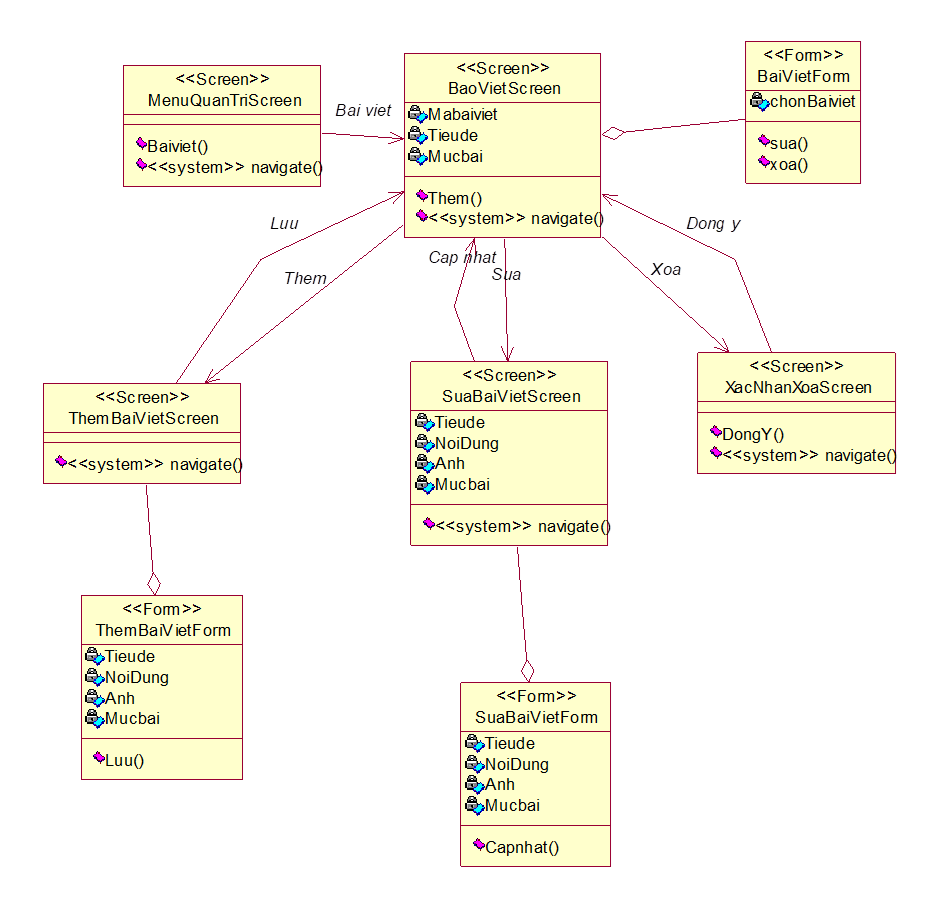 <<Screen>>
MenuQuanTriScreen
Baiviet()
<<system>> navigate()
Bai viet
<<Screen>>
BaoVietScreen
Mabaiviet
Tieude
Mucbai
Them()
<<system>> navigate()
<<Form>>
BaiVietForm
chonBaiviet
sua()
xoa()
Luu
Them
Cap nhat
Sua
Xoa
Dong y
<<Screen>>
ThemBaiVietScreen
<<system>> navigate()
<<Screen>>
SuaBaiVietScreen
Tieude
NoiDung
Anh
Mucbai
<<system>> navigate()
<<Screen>>
XacNhanXoaScreen
DongY()
<<system>> navigate()
<<Form>>
ThemBaiVietForm
Tieude
NoiDung
Anh
Mucbai
Luu()
<<Form>>
SuaBaiVietForm
Tieude
NoiDung
Anh
Mucbai
Capnhat()